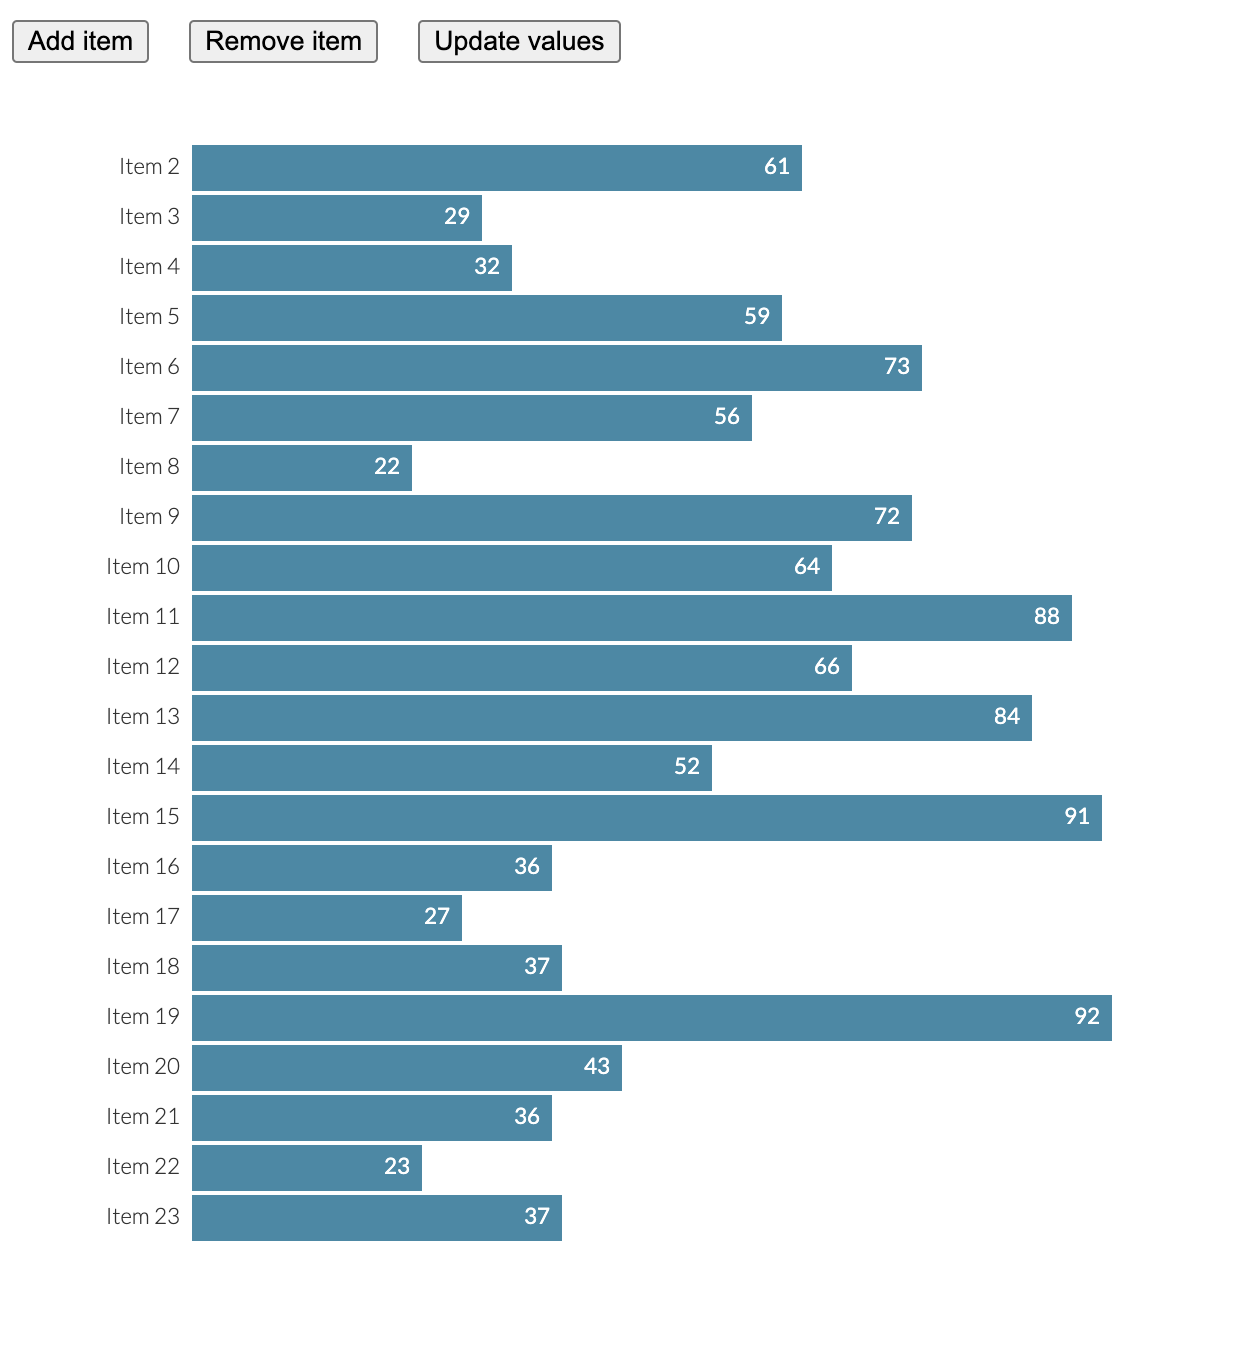 Add item Remove item Update values
Item 2 61
Item 3 29
Item 4 32
Item 5 59
Item 6 73
Item 7 56
Item 8 22
Item 9 72
Item 10 64
Item 11 88
Item 12 66
Item 13 84
Item 14 52
Item 15 91
Item 16 36
Item 17 27
Item 18 37
Item 19 92
Item 20 43
Item 21 36
Item 22 23
Item 23 37